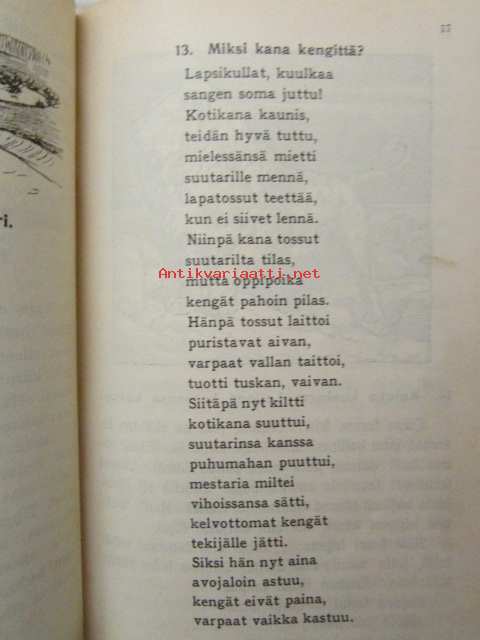 37
13. Miksi kana kengittä?
Lapsikullat, kuulkaa
sangen soma juttu!
Kotikana kaunis,
teidän hyvä tuttu,
mielessänsä mietti
suutarille mennä,
lapatossut teettää,
kun ei siivet lennä.
Niinpä kana tossut
suutarilta tilas,
Antikvariaatti.net
mutta oppipoika
kengät pahoin pilas.
Hänpä tossut laittoi
puristavat aivan,
varpaat vallan taittoi,
tuotti tuskan, vaivan.
Siitäpä nyt kiltti
kotikana suuttui,
suutarinsa kanssa
puhumahan puuttui,
mestaria miltei
vihoissansa sätti,
kelvottomat kengät
tekijälle jätti.
Siksi hän nyt aina
avojaloin astuu,
kengät eivät paina,
varpaat vaikka kastuu.
ri.